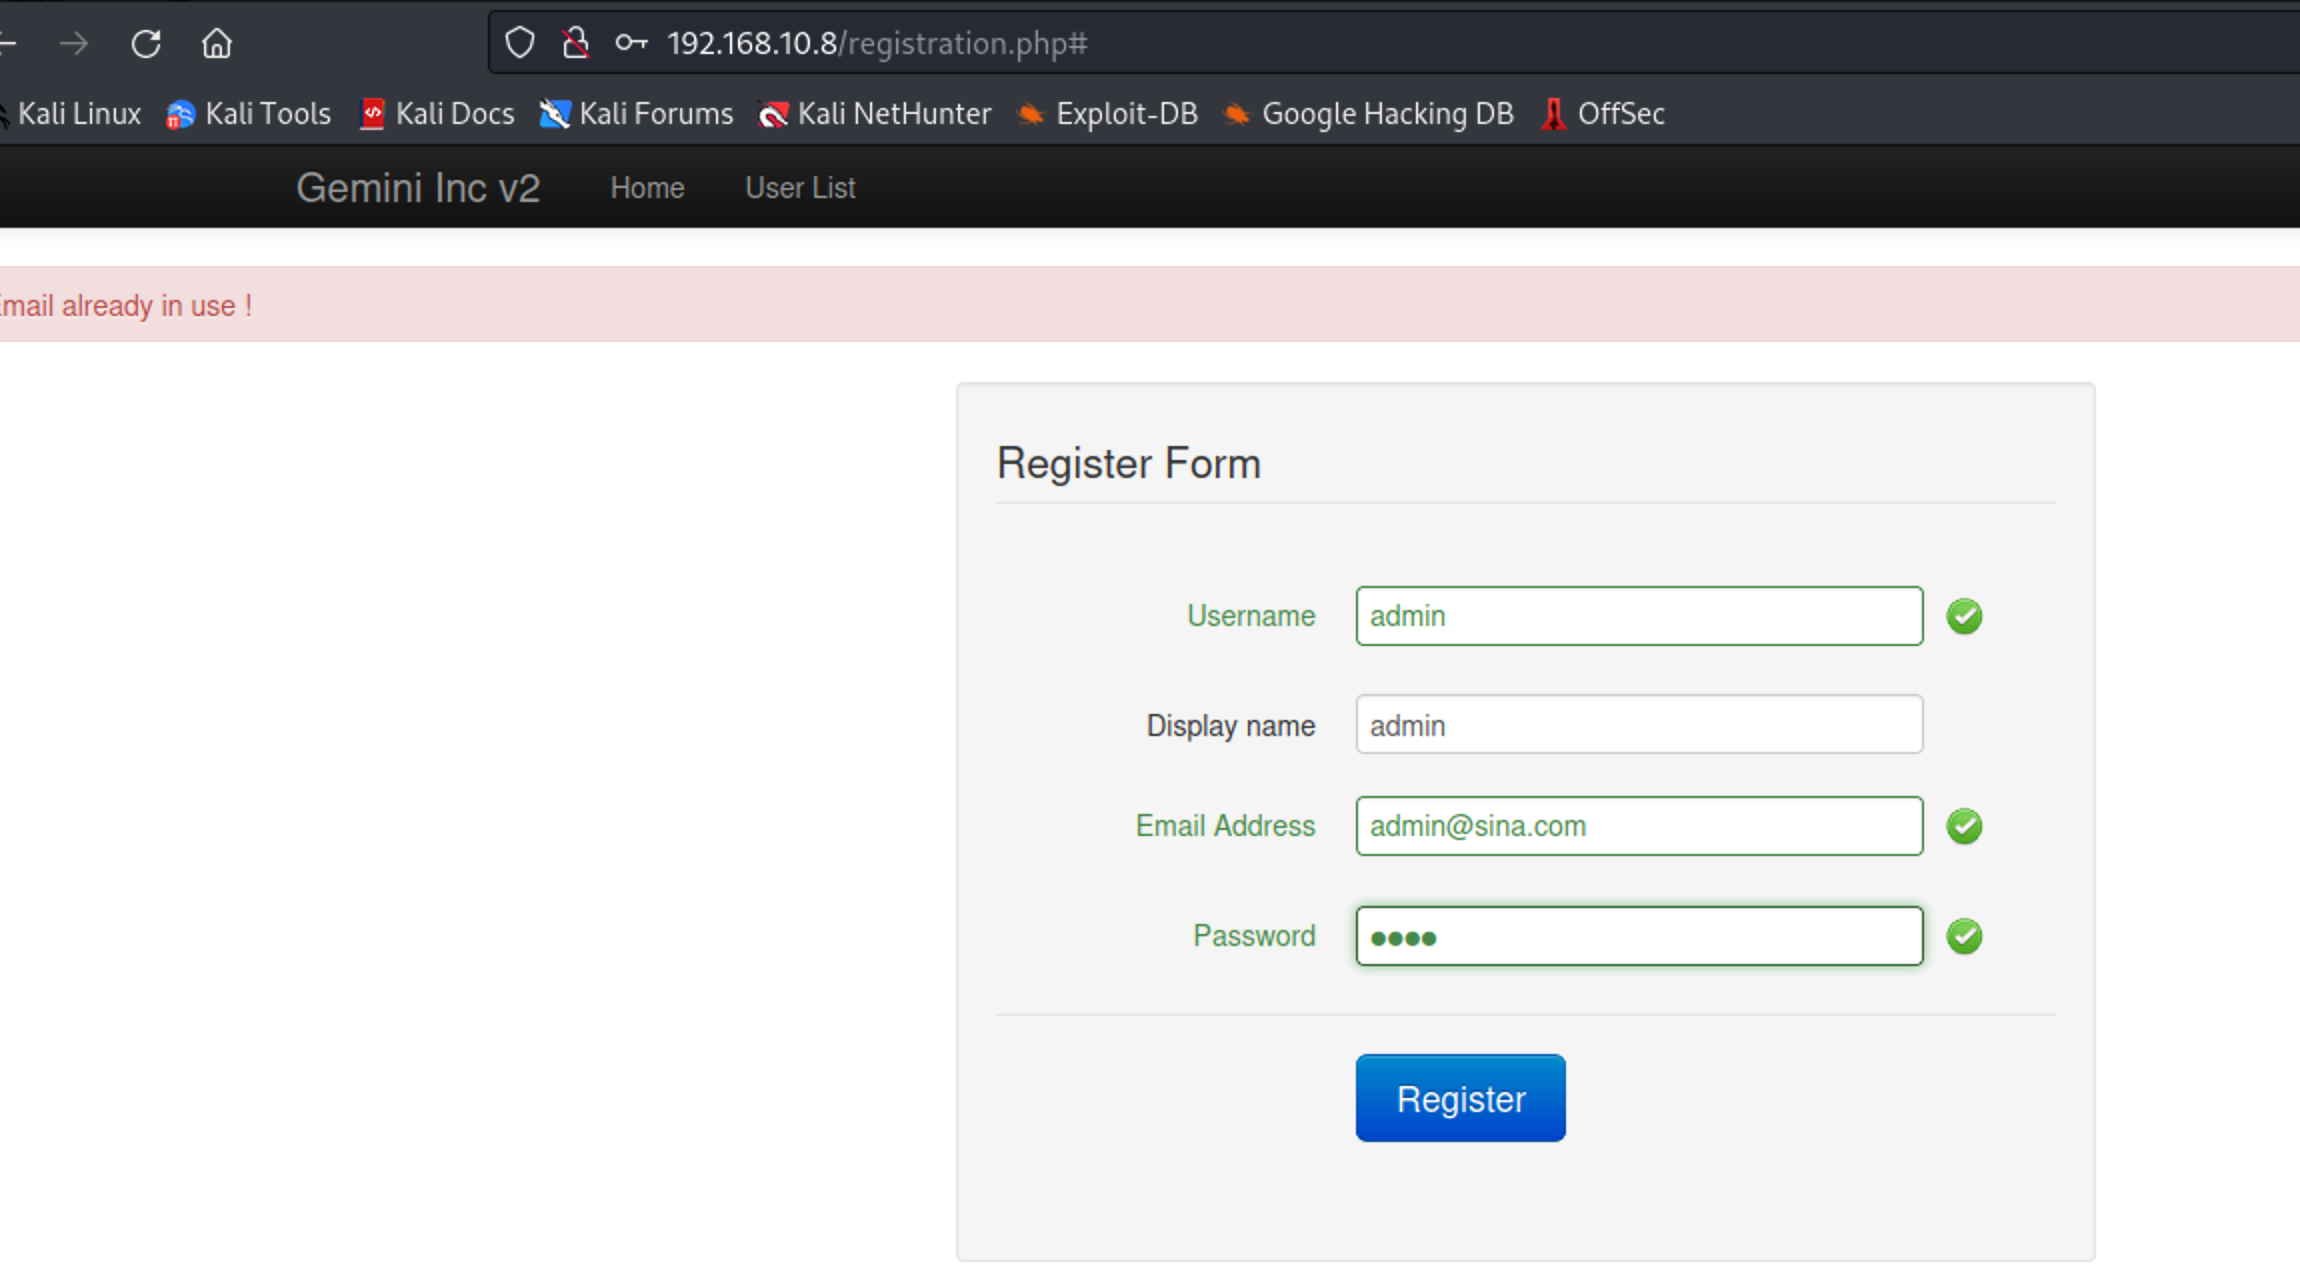 192.168.10.8/registration.php#
Kali Linux Kali Tools Kali Docs Kali Forums Kali NetHunter Exploit-DB Google Hacking DB OffSec
Gemini Inc v2 Home User List
Email already in use !
Register Form
Username admin
Display name admin
Email Address admin@sina.com
Password ●●●●
Register